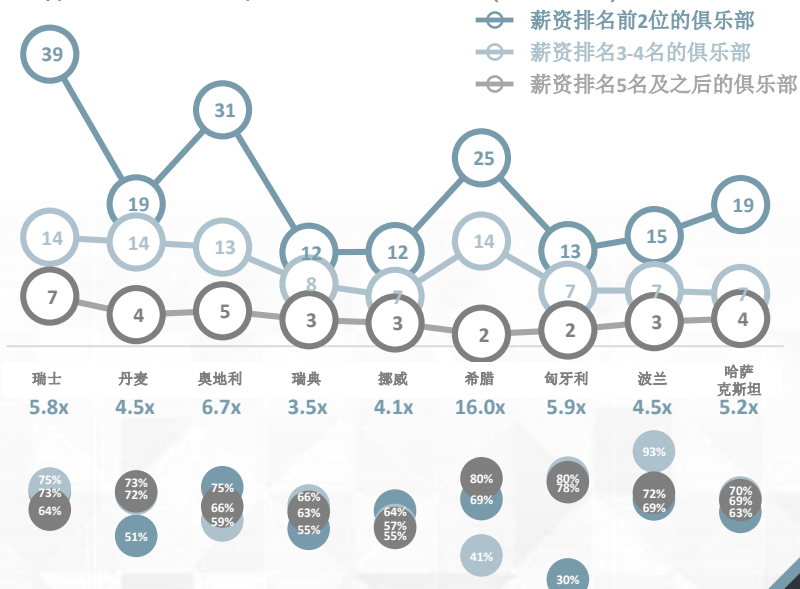 薪资排名前2位的俱乐部
薪资排名3-4名的俱乐部
薪资排名5名及之后的俱乐部
39 19 31 12 12 25 13 15 19
14 14 13 8 7 14 7 7 7
7 4 5 3 3 2 2 3 4
瑞士 丹麦 奥地利 瑞典 挪威 希腊 匈牙利 波兰 哈萨
克斯坦
5.8x 4.5x 6.7x 3.5x 4.1x 16.0x 5.9x 4.5x 5.2x
75% 73% 64%
73% 72% 51%
75% 66% 59%
66% 63% 55%
64% 57% 55%
80% 69% 41%
80% 78% 30%
93% 72% 69%
70% 69% 63%